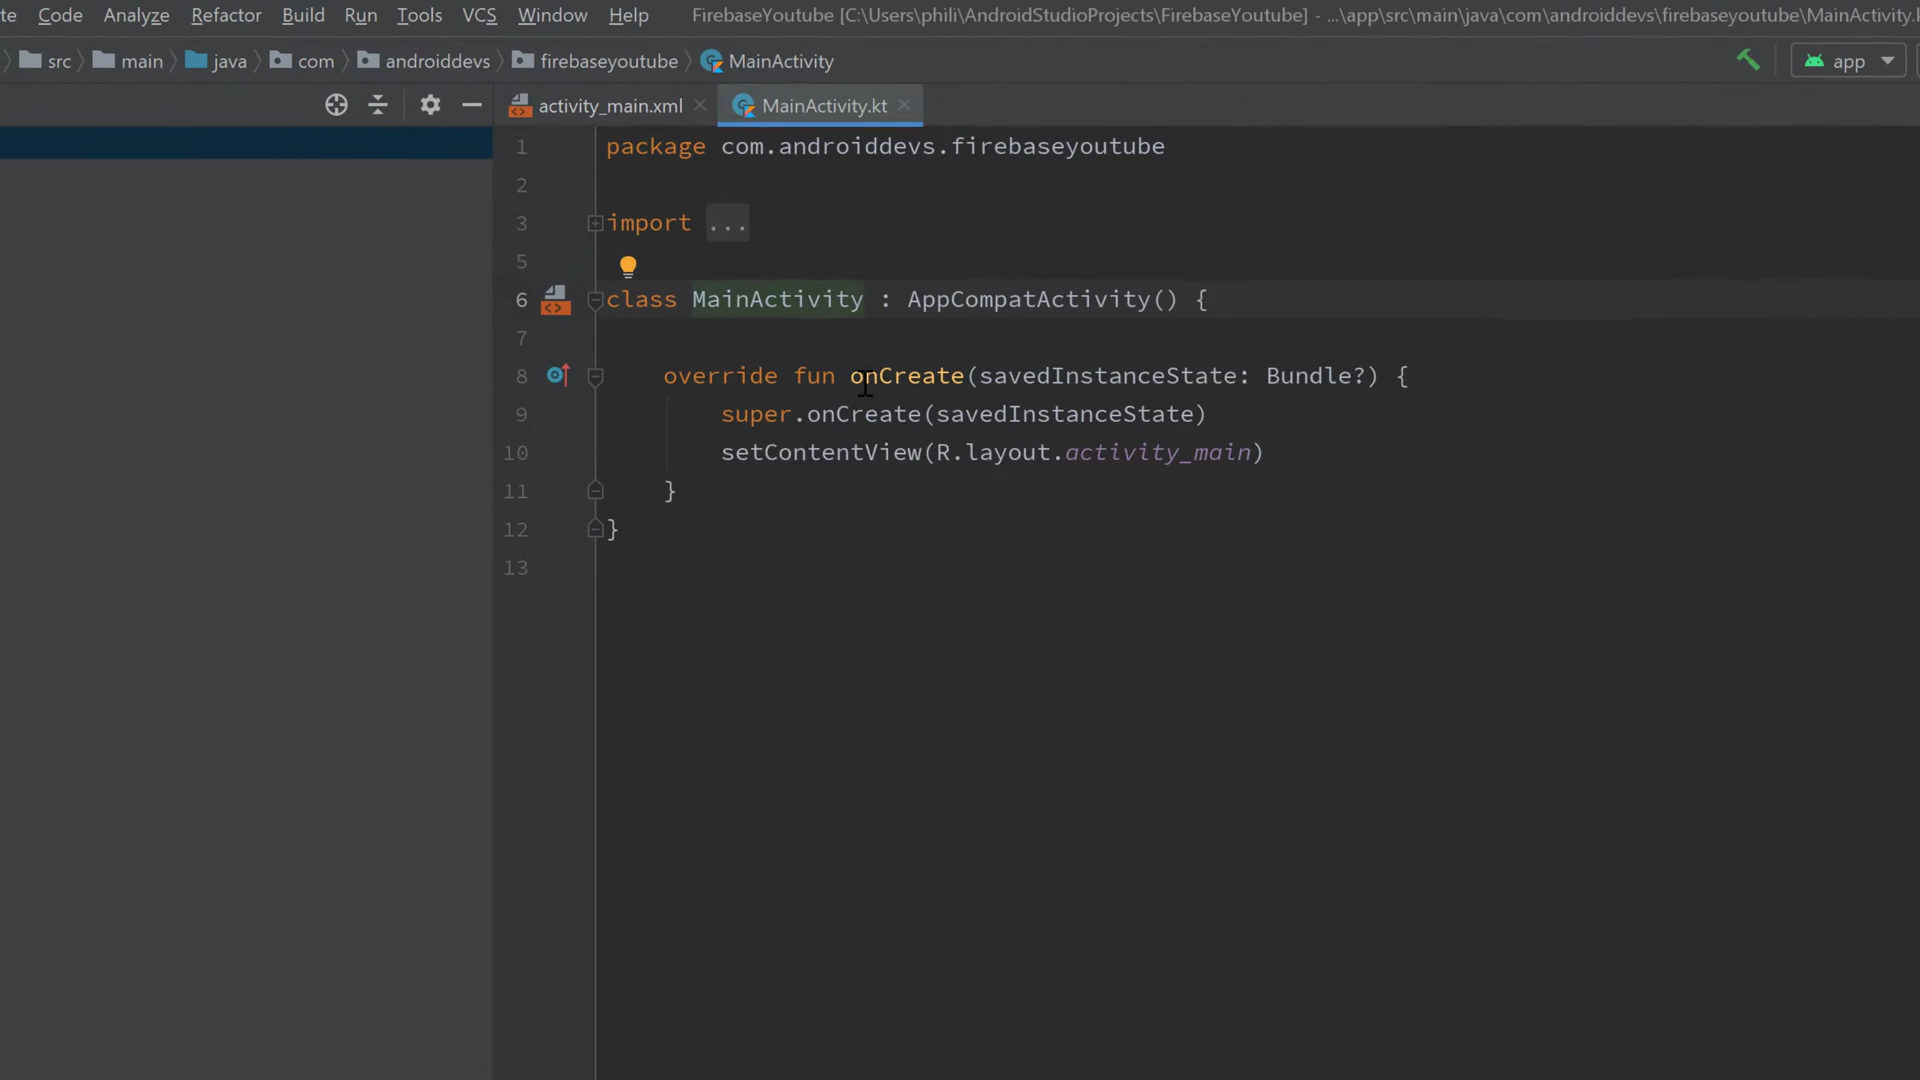 te Code Analyze Refactor Build Run Tools VCS Window Help FirebaseYoutube [C:\Users\phili\AndroidStudioProjects\FirebaseYoutube] - ...\app\src\main\java\com\androiddevs\firebaseyoutube\MainActivity.k
src main java com androiddevs firebaseyoutube MainActivity app
activity_main.xml MainActivity.kt
1 package com.androiddevs.firebaseyoutube
2
3 import ...
5
6 class MainActivity : AppCompatActivity() {
7
8 override fun onCreate(savedInstanceState: Bundle?) {
9 super.onCreate(savedInstanceState)
10 setContentView(R.layout.activity_main)
11 }
12 }
13